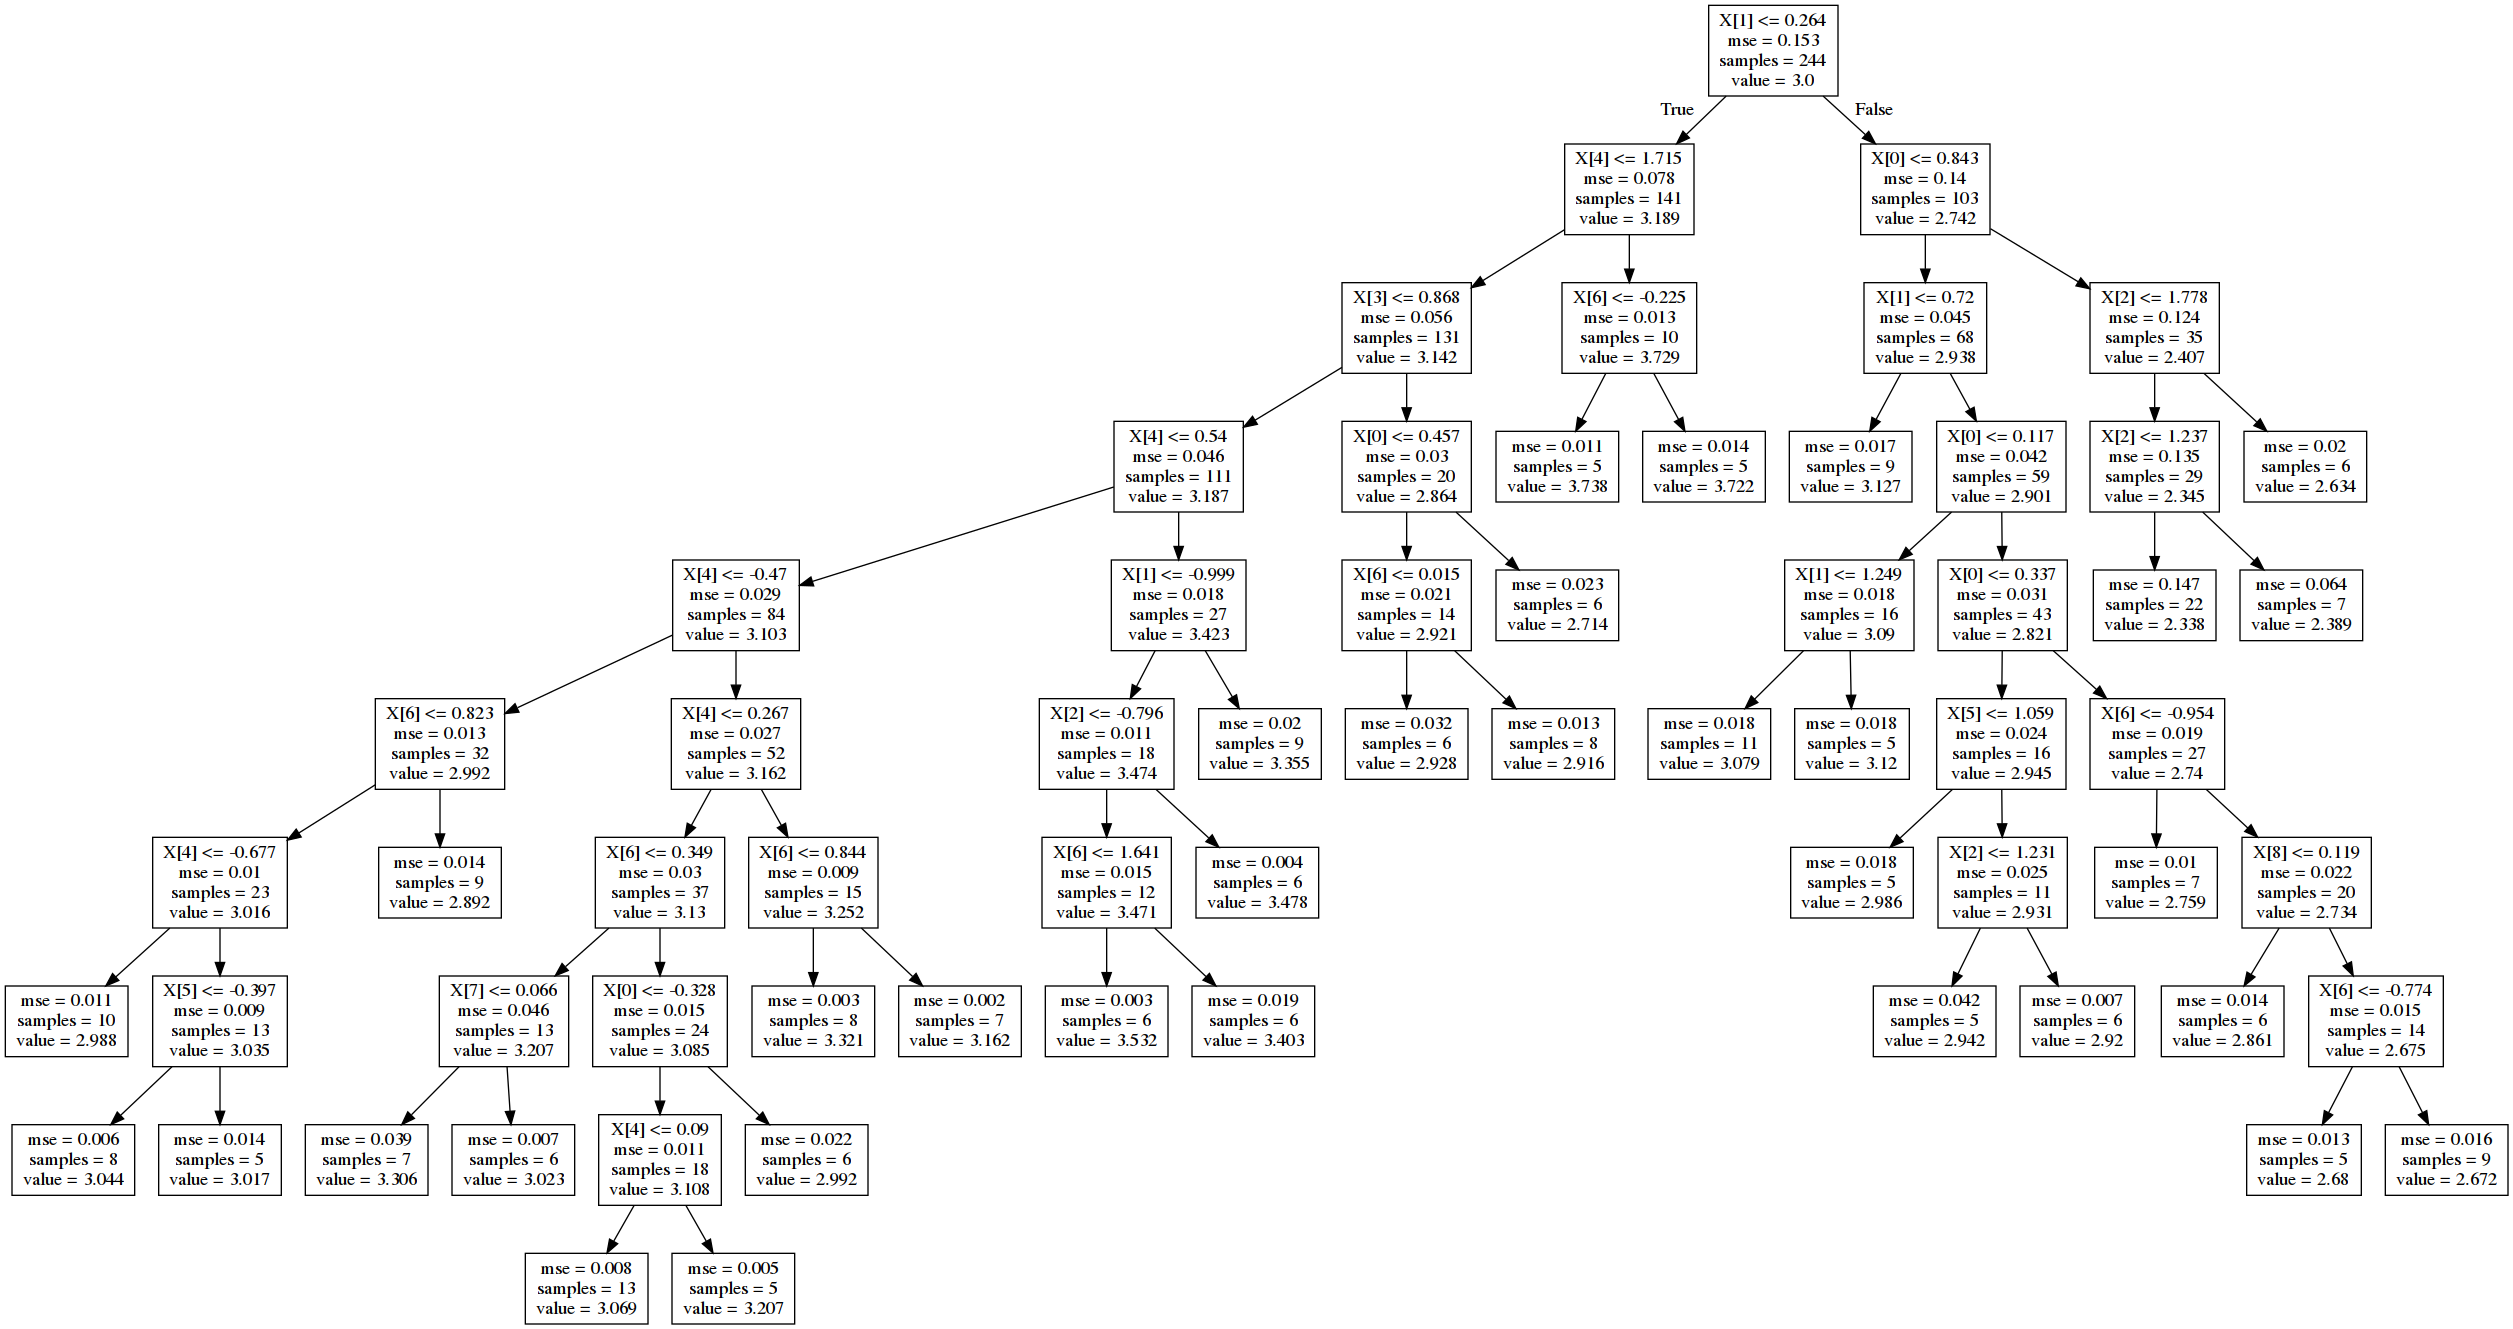 X[1] <= 0.264
mse = 0.153
samples = 244
value = 3.0
True
False
X[4] <= 1.715
mse = 0.078
samples = 141
value = 3.189
X[0] <= 0.843
mse = 0.14
samples = 103
value = 2.742
X[3] <= 0.868
mse = 0.056
samples = 131
value = 3.142
X[6] <= -0.225
mse = 0.013
samples = 10
value = 3.729
X[1] <= 0.72
mse = 0.045
samples = 68
value = 2.938
X[2] <= 1.778
mse = 0.124
samples = 35
value = 2.407
X[4] <= 0.54
mse = 0.046
samples = 111
value = 3.187
X[0] <= 0.457
mse = 0.03
samples = 20
value = 2.864
mse = 0.011
samples = 5
value = 3.738
mse = 0.014
samples = 5
value = 3.722
mse = 0.017
samples = 9
value = 3.127
X[0] <= 0.117
mse = 0.042
samples = 59
value = 2.901
X[2] <= 1.237
mse = 0.135
samples = 29
value = 2.345
mse = 0.02
samples = 6
value = 2.634
X[4] <= -0.47
mse = 0.029
samples = 84
value = 3.103
X[1] <= -0.999
mse = 0.018
samples = 27
value = 3.423
X[6] <= 0.015
mse = 0.021
samples = 14
value = 2.921
mse = 0.023
samples = 6
value = 2.714
X[1] <= 1.249
mse = 0.018
samples = 16
value = 3.09
X[0] <= 0.337
mse = 0.031
samples = 43
value = 2.821
mse = 0.147
samples = 22
value = 2.338
mse = 0.064
samples = 7
value = 2.389
X[6] <= 0.823
mse = 0.013
samples = 32
value = 2.992
X[4] <= 0.267
mse = 0.027
samples = 52
value = 3.162
X[2] <= -0.796
mse = 0.011
samples = 18
value = 3.474
mse = 0.02
samples = 9
value = 3.355
mse = 0.032
samples = 6
value = 2.928
mse = 0.013
samples = 8
value = 2.916
mse = 0.018
samples = 11
value = 3.079
mse = 0.018
samples = 5
value = 3.12
X[5] <= 1.059
mse = 0.024
samples = 16
value = 2.945
X[6] <= -0.954
mse = 0.019
samples = 27
value = 2.74
X[4] <= -0.677
mse = 0.01
samples = 23
value = 3.016
mse = 0.014
samples = 9
value = 2.892
X[6] <= 0.349
mse = 0.03
samples = 37
value = 3.13
X[6] <= 0.844
mse = 0.009
samples = 15
value = 3.252
X[6] <= 1.641
mse = 0.015
samples = 12
value = 3.471
mse = 0.004
samples = 6
value = 3.478
mse = 0.018
samples = 5
value = 2.986
X[2] <= 1.231
mse = 0.025
samples = 11
value = 2.931
mse = 0.01
samples = 7
value = 2.759
X[8] <= 0.119
mse = 0.022
samples = 20
value = 2.734
mse = 0.011
samples = 10
value = 2.988
X[5] <= -0.397
mse = 0.009
samples = 13
value = 3.035
X[7] <= 0.066
mse = 0.046
samples = 13
value = 3.207
X[0] <= -0.328
mse = 0.015
samples = 24
value = 3.085
mse = 0.003
samples = 8
value = 3.321
mse = 0.002
samples = 7
value = 3.162
mse = 0.003
samples = 6
value = 3.532
mse = 0.019
samples = 6
value = 3.403
mse = 0.042
samples = 5
value = 2.942
mse = 0.007
samples = 6
value = 2.92
mse = 0.014
samples = 6
value = 2.861
X[6] <= -0.774
mse = 0.015
samples = 14
value = 2.675
mse = 0.006
samples = 8
value = 3.044
mse = 0.014
samples = 5
value = 3.017
mse = 0.039
samples = 7
value = 3.306
mse = 0.007
samples = 6
value = 3.023
X[4] <= 0.09
mse = 0.011
samples = 18
value = 3.108
mse = 0.022
samples = 6
value = 2.992
mse = 0.013
samples = 5
value = 2.68
mse = 0.016
samples = 9
value = 2.672
mse = 0.008
samples = 13
value = 3.069
mse = 0.005
samples = 5
value = 3.207